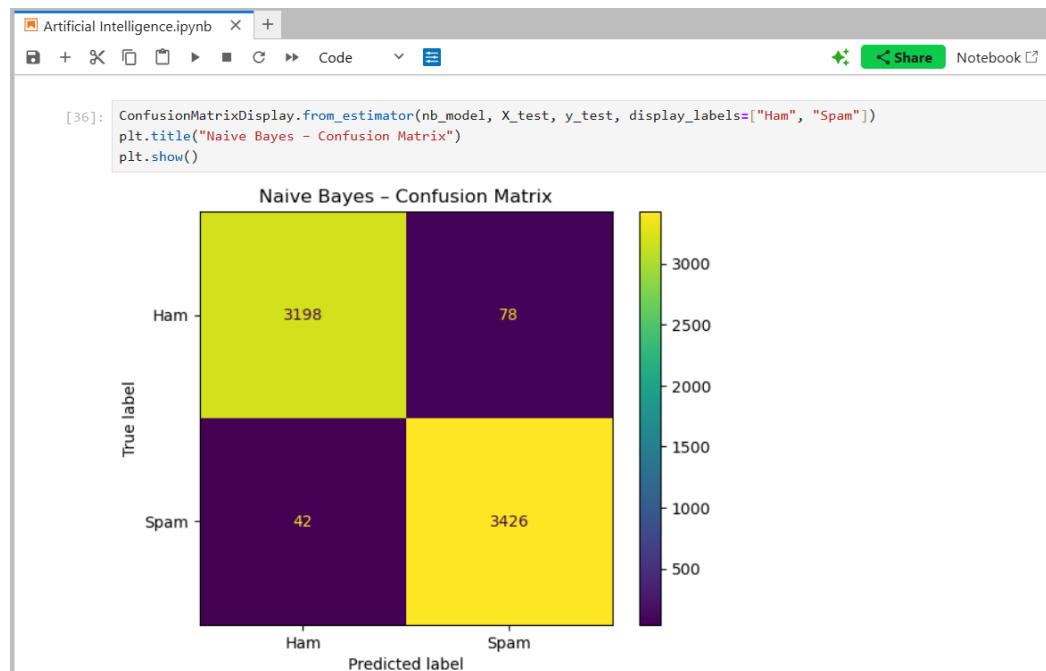 Artificial Intelligence.ipynb
Code
Share
Notebook
[36]:
ConfusionMatrixDisplay.from_estimator(nb_model, X_test, y_test, display_labels=["Ham", "Spam"])
plt.title("Naive Bayes – Confusion Matrix")
plt.show()
Naive Bayes – Confusion Matrix
True label
Ham
3198
78
Spam
42
3426
Ham
Spam
Predicted label
3000
2500
2000
1500
1000
500